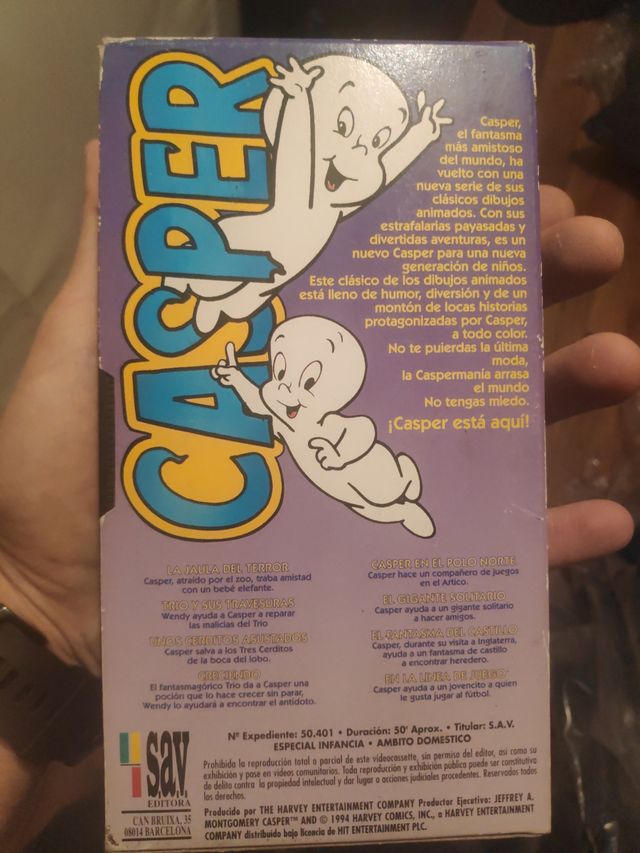 CASPER
Casper,
el fantasma
más amistoso
del mundo, ha
vuelto con una
nueva serie de sus
clásicos dibujos
animados. Con sus
estrafalarias payasadas y
divertidas aventuras, es un
nuevo Casper para una nueva
generación de niños.
Este clásico de los dibujos animados
está lleno de humor, diversión y de un
montón de locas historias
protagonizadas por Casper,
a todo color.
No te puierdas la última
moda,
la Caspermanía arrasa
el mundo
No tengas miedo.
¡Casper está aquí!
LA JAULA DEL TERROR
Casper, atraído por el zoo, traba amistad
con un bebé elefante.
TRIO Y SUS TRAVESURAS
Wendy ayuda a Casper a reparar
las malicias del Trio
UNOS CERDITOS ASUSTADOS
Casper salva a los Tres Cerditos
de la boca del lobo.
CRECIENDO
El fantasmagórico Trio da a Casper una
poción que lo hace crecer sin parar,
Wendy lo ayudará a encontrar el antídoto.
CASPER EN EL POLO NORTE
Casper hace un compañero de juegos
en el Artico.
EL GIGANTE SOLITARIO
Casper ayuda a un gigante solitario
a hacer amigos.
EL FANTASMA DEL CASTILLO
Casper, durante su visita a Inglaterra,
ayuda a un fantasma de castillo
a encontrar heredero.
EN LA LINEA DE JUEGO
Casper ayuda a un jovencito a quien
le gusta jugar al fútbol.
s.a.v.
EDITORA
CAN BRUIXA, 35
08014 BARCELONA
Nº Expediente: 50.401 • Duración: 50' Aprox. • Titular: S.A.V.
ESPECIAL INFANCIA • AMBITO DOMESTICO
Prohibida la reproducción total o parcial de este videocassette, sin permiso del editor, así como su
exhibición y pase en vídeos comunitarios. Toda reproducción y exhibición pública puede ser constitutiva
de delito contra la propiedad intelectual y dar lugar a acciones judiciales procedentes. Reservados todos
los derechos.
Producido por THE HARVEY ENTERTAINMENT COMPANY Productor Ejecutivo: JEFFREY A.
MONTGOMERY CASPER™ AND © 1994 HARVEY COMICS, INC., a HARVEY ENTERTAINMENT
COMPANY distribuido bajo licencia de HIT ENTERTAINMENT PLC.